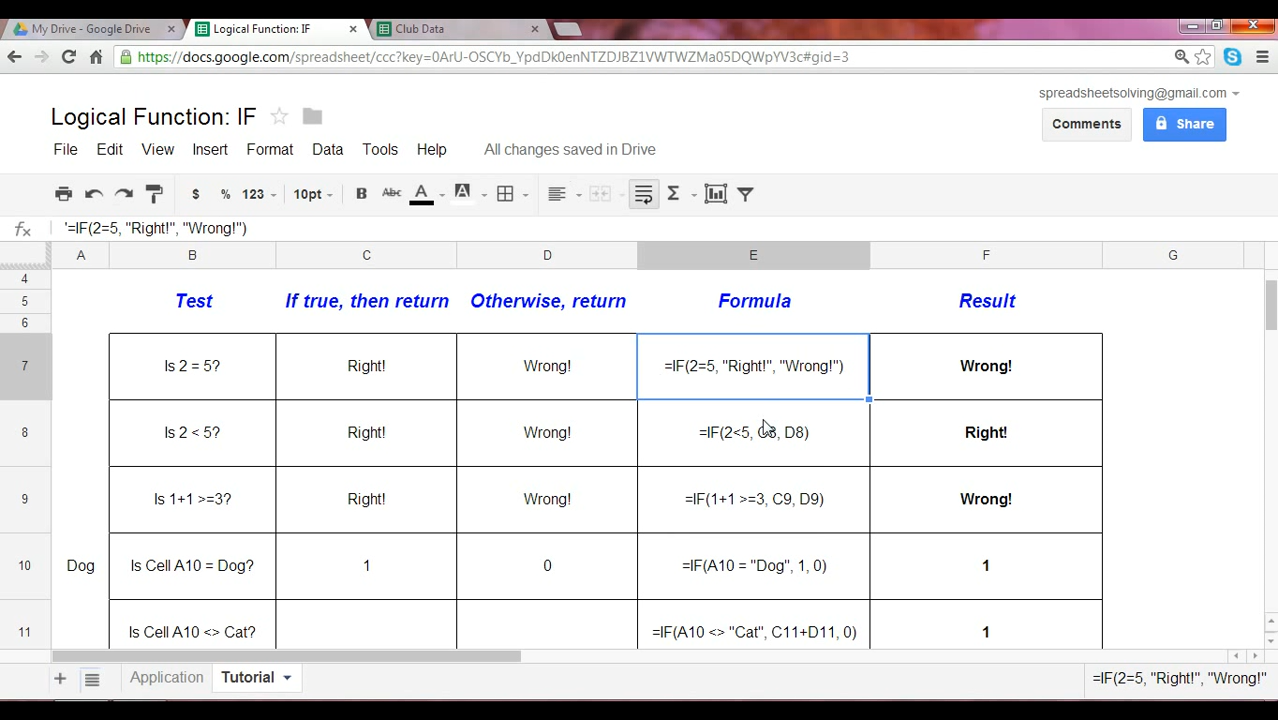 My Drive - Google Drive
Logical Function: IF
Club Data
https://docs.google.com/spreadsheet/ccc?key=0ArU-OSCYb_YpdDk0enNTZDJBZ1VWTWZMa05DQWpYV3c#gid=3
spreadsheetsolving@gmail.com
Logical Function: IF
Comments Share
File Edit View Insert Format Data Tools Help All changes saved in Drive
$ % 123 10pt B Abc A A Σ
fx '=IF(2=5, "Right!", "Wrong!")
A B C D E F G
4
5 Test If true, then return Otherwise, return Formula Result
6
7 Is 2 = 5? Right! Wrong! =IF(2=5, "Right!", "Wrong!") Wrong!
8 Is 2 < 5? Right! Wrong! =IF(2<5, C8, D8) Right!
9 Is 1+1 >=3? Right! Wrong! =IF(1+1 >=3, C9, D9) Wrong!
10 Dog Is Cell A10 = Dog? 1 0 =IF(A10 = "Dog", 1, 0) 1
11 Is Cell A10 <> Cat? =IF(A10 <> "Cat", C11+D11, 0) 1
Application Tutorial =IF(2=5, "Right!", "Wrong!"